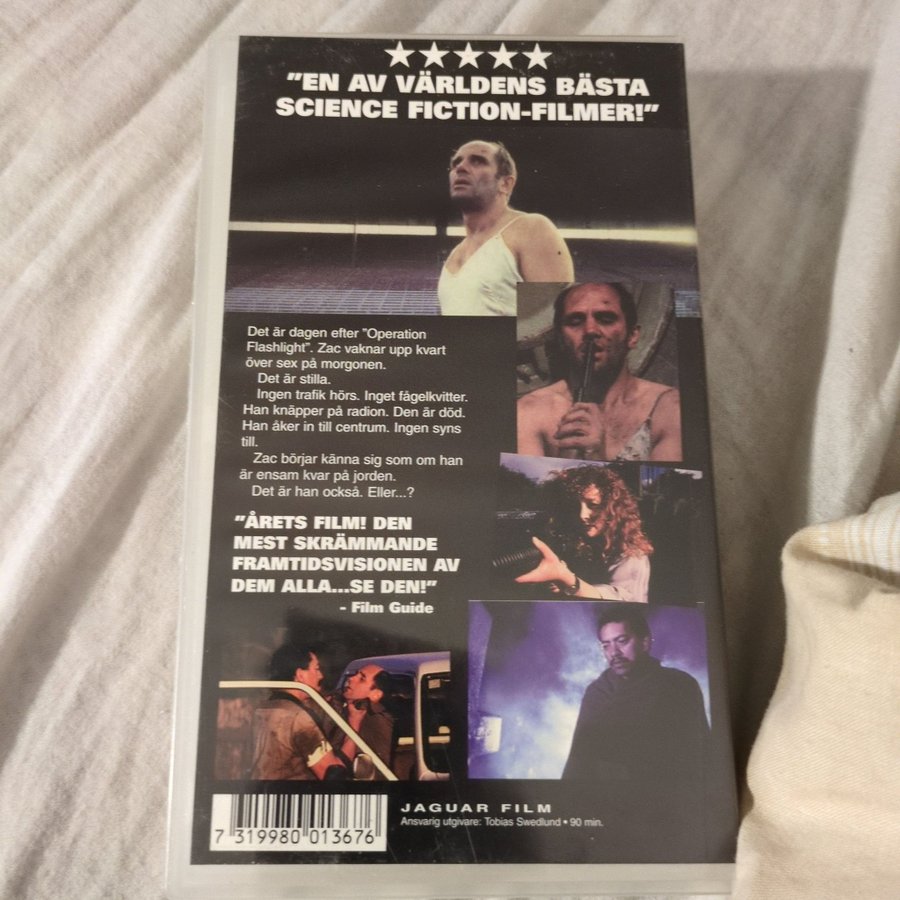 "EN AV VÄRLDENS BÄSTA
SCIENCE FICTION-FILMER!"
Det är dagen efter "Operation
Flashlight". Zac vaknar upp kvart
över sex på morgonen.
Det är stilla.
Ingen trafik hörs. Inget fågelkvitter.
Han knäpper på radion. Den är död.
Han åker in till centrum. Ingen syns
till.
Zac börjar känna sig som om han
är ensam kvar på jorden.
Det är han också. Eller...?
"ÅRETS FILM! DEN
MEST SKRÄMMANDE
FRAMTIDSVISIONEN AV
DEM ALLA...SE DEN!"
- Film Guide
JAGUAR FILM
Ansvarig utgivare: Tobias Swedlund • 90 min.
7 319980 013676